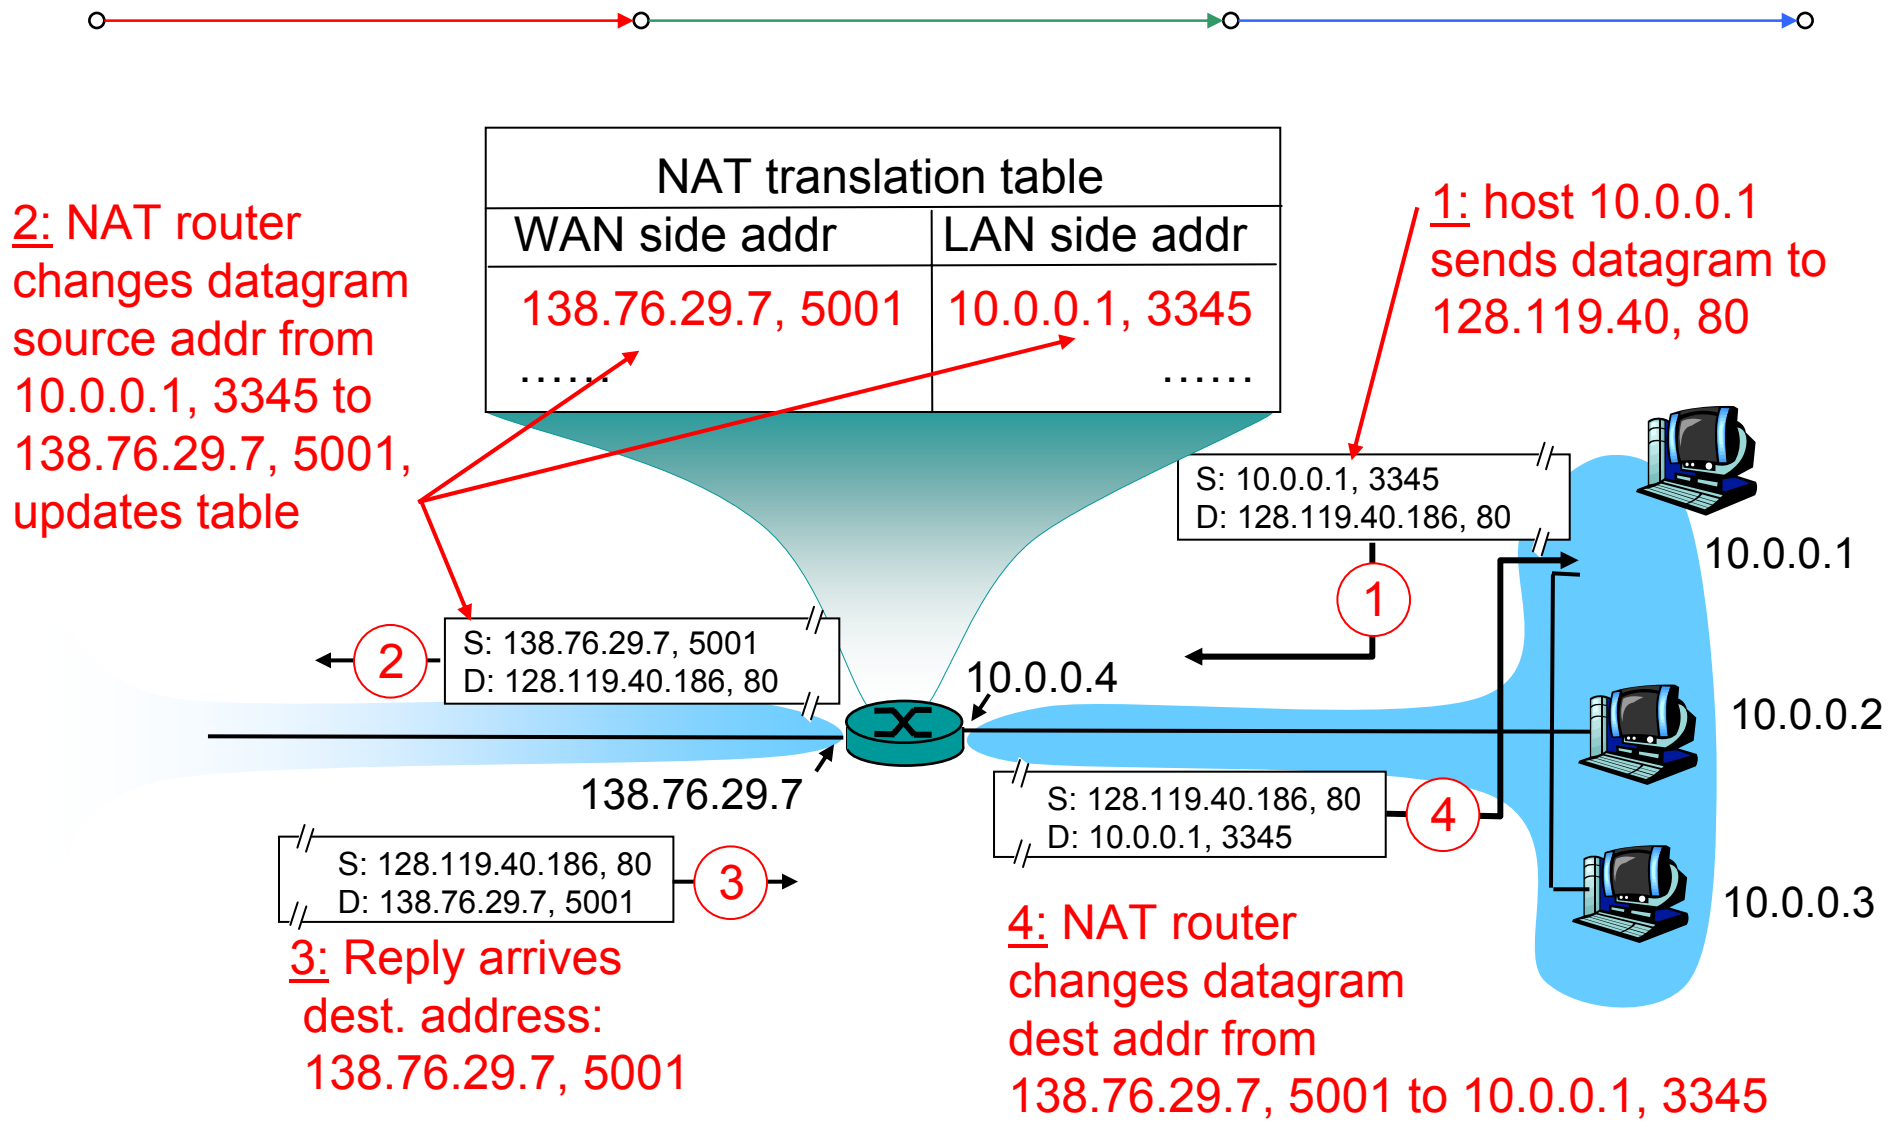 NAT translation table
WAN side addr
LAN side addr
138.76.29.7, 5001
10.0.0.1, 3345
......
......
2: NAT router
changes datagram
source addr from
10.0.0.1, 3345 to
138.76.29.7, 5001,
updates table
1: host 10.0.0.1
sends datagram to
128.119.40, 80
S: 10.0.0.1, 3345
D: 128.119.40.186, 80
1
10.0.0.1
S: 138.76.29.7, 5001
D: 128.119.40.186, 80
2
10.0.0.4
10.0.0.2
138.76.29.7
S: 128.119.40.186, 80
D: 10.0.0.1, 3345
4
S: 128.119.40.186, 80
D: 138.76.29.7, 5001
3
10.0.0.3
3: Reply arrives
dest. address:
138.76.29.7, 5001
4: NAT router
changes datagram
dest addr from
138.76.29.7, 5001 to 10.0.0.1, 3345